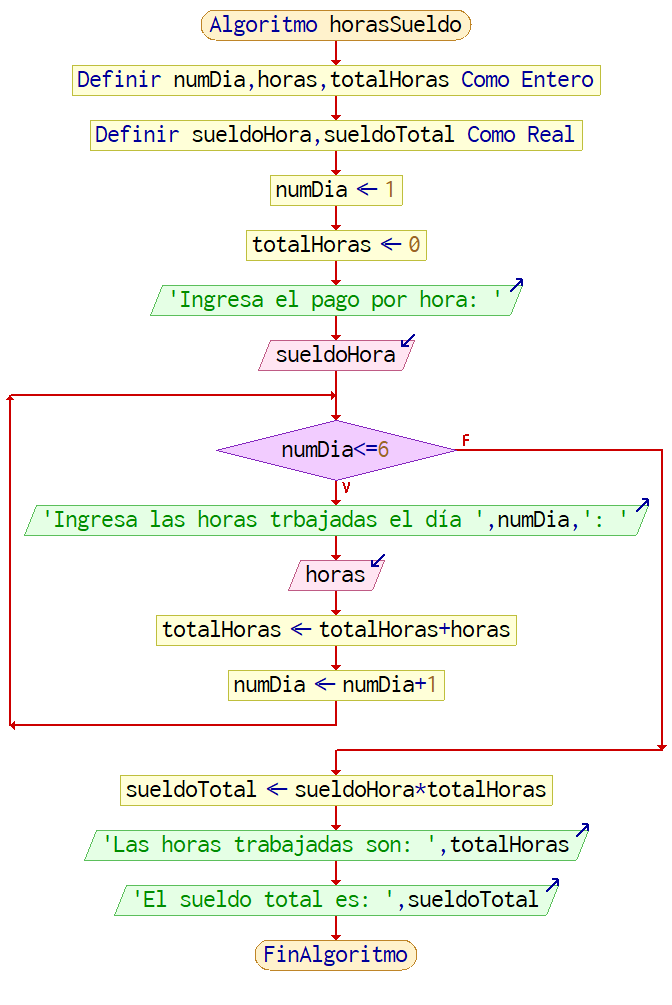 Algoritmo horasSueldo
Definir numDia,horas,totalHoras Como Entero
Definir sueldoHora,sueldoTotal Como Real
numDia ← 1
totalHoras ← 0
'Ingresa el pago por hora: '
sueldoHora
numDia<=6
F
V
'Ingresa las horas trbajadas el día ',numDia,': '
horas
totalHoras ← totalHoras+horas
numDia ← numDia+1
sueldoTotal ← sueldoHora*totalHoras
'Las horas trabajadas son: ',totalHoras
'El sueldo total es: ',sueldoTotal
FinAlgoritmo